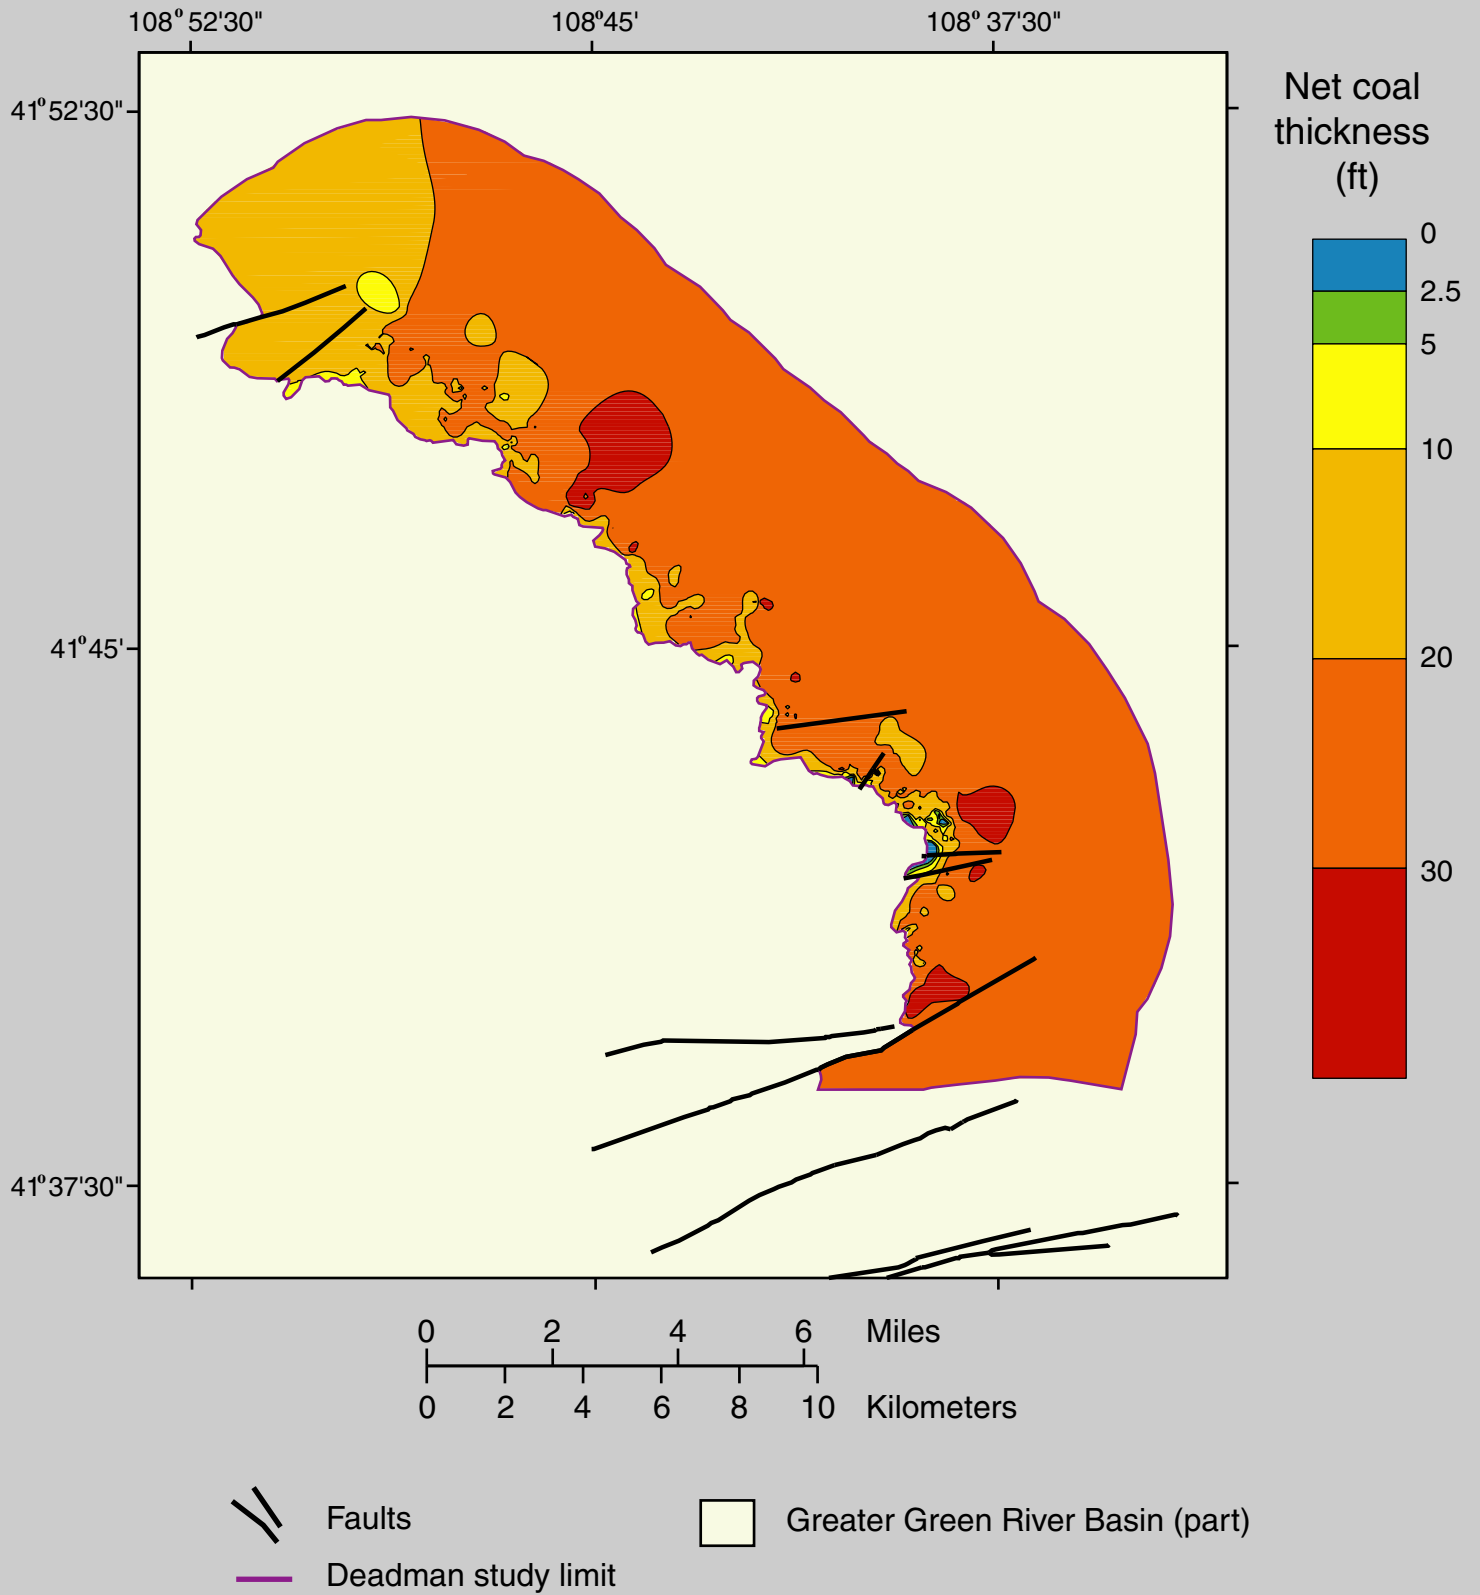 108°52'30" 108°45' 108°37'30"
41°52'30"
41°45'
41°37'30"
Net coal
thickness
(ft)
0
2.5
5
10
20
30
0 2 4 6 Miles
0 2 4 6 8 10 Kilometers
Faults
Greater Green River Basin (part)
Deadman study limit